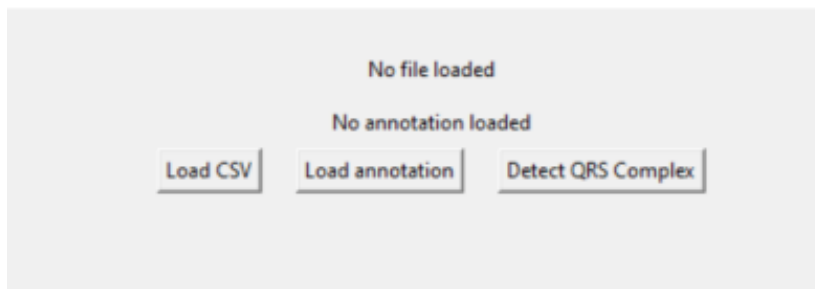 No file loaded
No annotation loaded
Load CSV Load annotation Detect QRS Complex